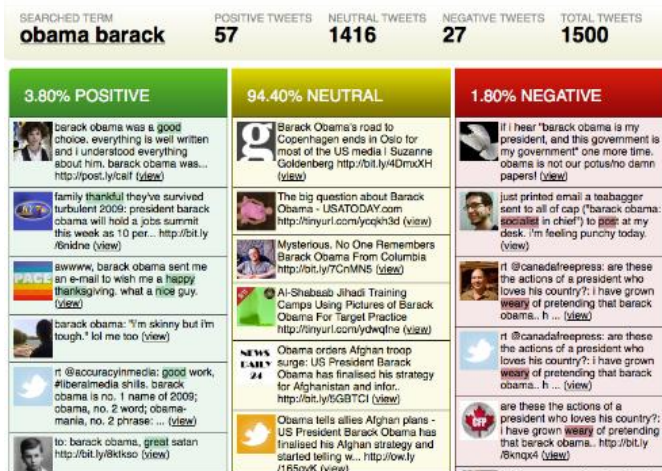 SEARCHED TERM
obama barack
POSITIVE TWEETS
57
NEUTRAL TWEETS
1416
NEGATIVE TWEETS
27
TOTAL TWEETS
1500
3.80% POSITIVE
barack obama was a good
choice. everything is well written
and i understood everything
about him. barack obama was...
http://post.ly/calf (view)
family thankful they've survived
turbulent 2009: president barack
obama will hold a jobs summit
this week as 10 per... http://bit.ly
/6nidne (view)
PACE
awwww, barack obama sent me
an e-mail to wish me a happy
thanksgiving. what a nice guy.
(view)
barack obama: "i'm skinny but i'm
tough." lol me too (view)
rt @accuracyinmedia: good work,
#liberalmedia shills. barack
obama is no. 1 name of 2009;
obama, no. 2 word; obama-
mania, no. 2 phrase: ... (view)
to: barack obama, great satan
http://bit.ly/8ktkso (view)
94.40% NEUTRAL
g
Barack Obama's road to
Copenhagen ends in Oslo for
most of the US media I Suzanne
Goldenberg http://bit.ly/4DmxXH
(view)
The big question about Barack
Obama - USATODAY.com
http://tinyurl.com/ycqkh3d (view)
Mysterious. No One Remembers
Barack Obama From Columbia
http://bit.ly/7CnMN5 (view)
Al-Shabaab Jihadi Training
Camps Using Pictures of Barack
Obama For Target Practice
http://tinyurl.com/ydwqfne (view)
NEWS
DAILY
24
Obama orders Afghan troop
surge: US President Barack
Obama has finalised his strategy
for Afghanistan and infor..
http://bit.ly/5GBTCI (view)
Obama tells allies Afghan plans -
US President Barack Obama has
finalised his Afghan strategy and
started telling w... http://ow.ly
/165ovK (view)
1.80% NEGATIVE
if i hear "barack obama is my
president, and this government is
my government" one more time.
obama is not our potus/no damn
papers! (view)
just printed email a teabagger
sent to all of cap ("barack obama:
socialist in chief") to post at my
desk. i'm feeling punchy today.
(view)
rt @canadafreepress: are these
the actions of a president who
loves his country?: i have grown
weary of pretending that barack
obama.. h ... (view)
rt @canadafreepress: are these
the actions of a president who
loves his country?: i have grown
weary of pretending that barack
obama.. h ... (view)
CFP
are these the actions of a
president who loves his country?:
i have grown weary of pretending
that barack obama.. http://bit.ly
/8knqx4 (view)